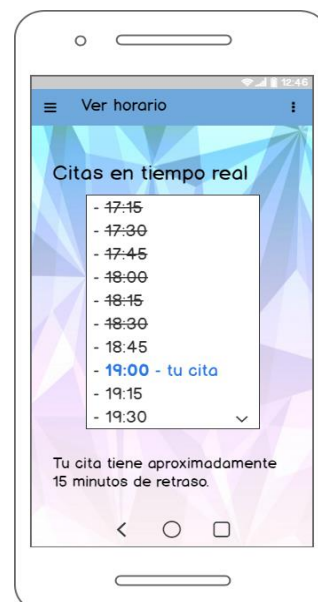 12:46
Ver horario
Citas en tiempo real
- 17:15
- 17:30
- 17:45
- 18:00
- 18:15
- 18:30
- 18:45
- 19:00 - tu cita
- 19:15
- 19:30
Tu cita tiene aproximadamente
15 minutos de retraso.